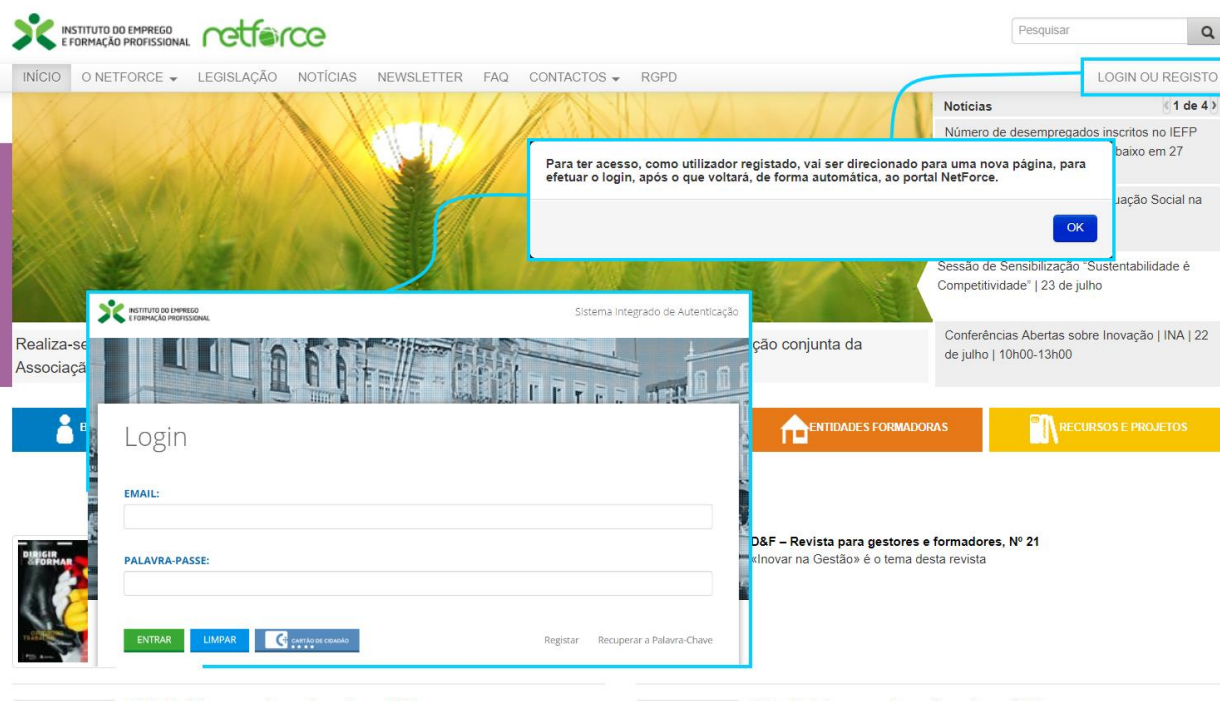 INSTITUTO DO EMPREGO
E FORMAÇÃO PROFISSIONAL
netforce
Pesquisar
INÍCIO O NETFORCE LEGISLAÇÃO NOTÍCIAS NEWSLETTER FAQ CONTACTOS RGPD LOGIN OU REGISTO
Notícias 1 de 4
Número de desempregados inscritos no IEFP
baixo em 27
Para ter acesso, como utilizador registado, vai ser direcionado para uma nova página, para
efetuar o login, após o que voltará, de forma automática, ao portal NetForce.
Social na
OK
Sessão de Sensibilização "Sustentabilidade é
Competitividade" | 23 de julho
Conferências Abertas sobre Inovação | INA | 22
de julho | 10h00-13h00
Realiza-se
conjunta da
INSTITUTO DO EMPREGO
E FORMAÇÃO PROFISSIONAL
Sistema Integrado de Autenticação
ENTIDADES FORMADORAS
RECURSOS E PROJETOS
Login
EMAIL:
PALAVRA-PASSE:
ENTRAR LIMPAR CARTÃO DE CIDADÃO Registar Recuperar a Palavra-Chave
DIRIGIR
&FORMAR
D&F – Revista para gestores e formadores, Nº 21
«Inovar na Gestão» é o tema desta revista